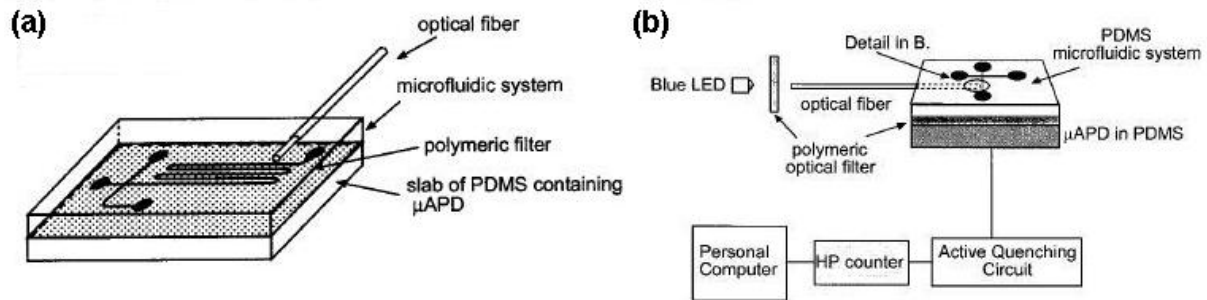 (a)
optical fiber
microfluidic system
polymeric filter
slab of PDMS containing
μAPD
(b)
Detail in B.
PDMS
microfluidic system
Blue LED
optical fiber
polymeric
optical filter
μAPD in PDMS
Personal
Computer
HP counter
Active Quenching
Circuit